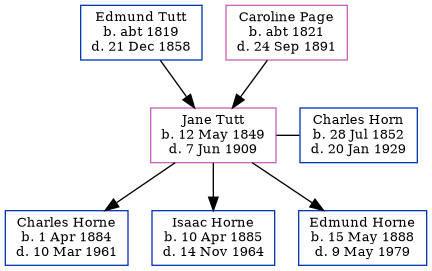 Edmund Tutt
b. abt 1819
d. 21 Dec 1858
Caroline Page
b. abt 1821
d. 24 Sep 1891
Jane Tutt
b. 12 May 1849
d. 7 Jun 1909
Charles Horn
b. 28 Jul 1852
d. 20 Jan 1929
Charles Horne
b. 1 Apr 1884
d. 10 Mar 1961
Isaac Horne
b. 10 Apr 1885
d. 14 Nov 1964
Edmund Horne
b. 15 May 1888
d. 9 May 1979